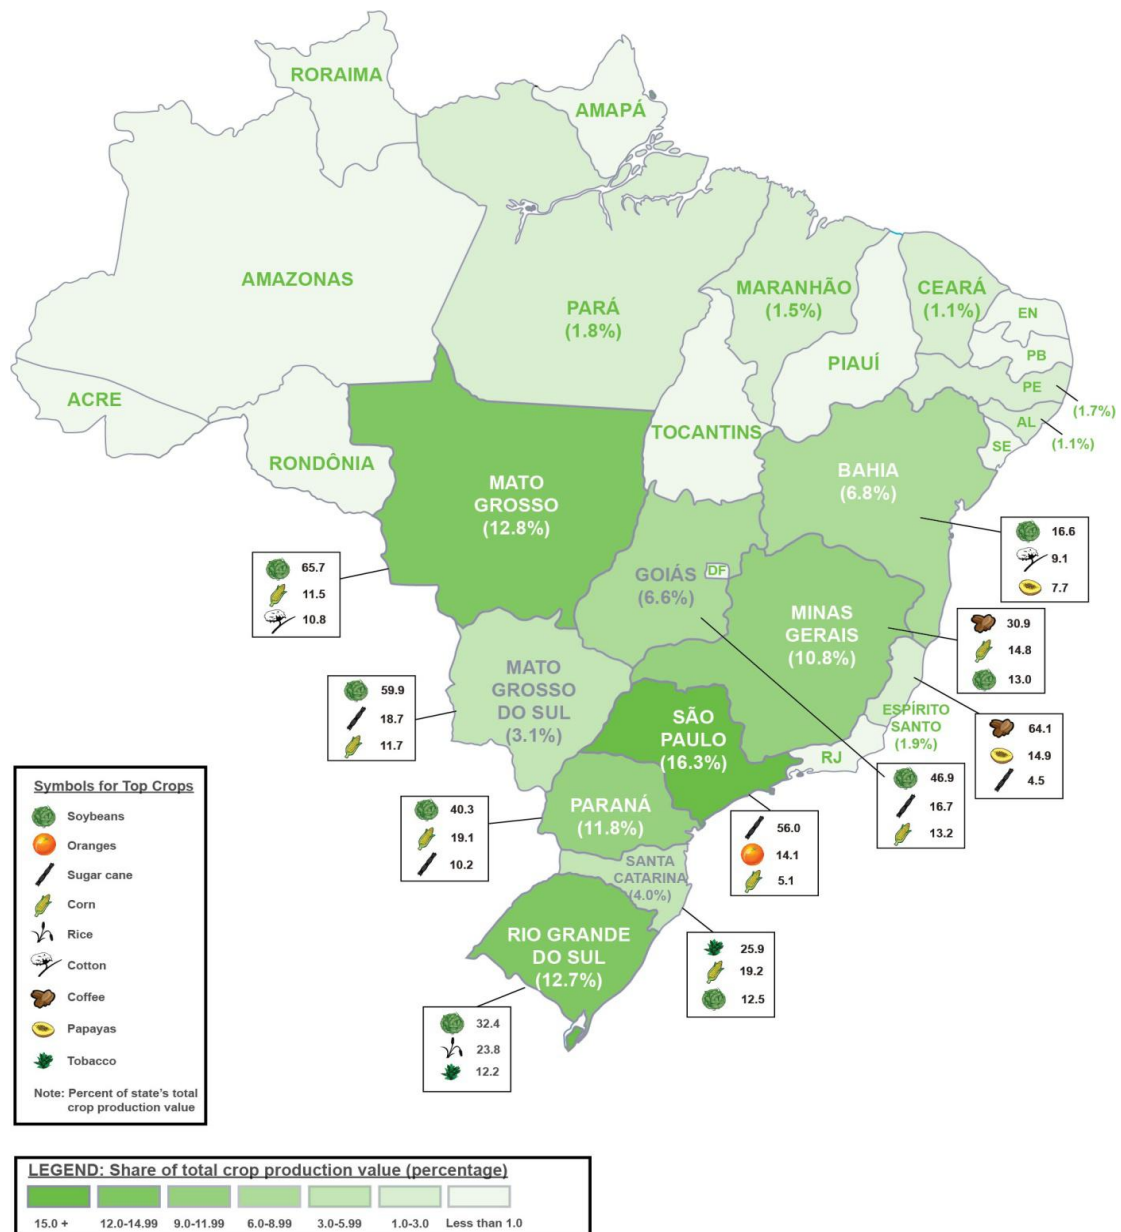 RORAIMA
AMAPÁ
AMAZONAS
PARÁ
(1.8%)
MARANHÃO
(1.5%)
CEARÁ
(1.1%)
EN
PB
PE
(1.7%)
AL
(1.1%)
SE
PIAUÍ
ACRE
RONDÔNIA
TOCANTINS
MATO
GROSSO
(12.8%)
BAHIA
(6.8%)
GOIÁS
(6.6%)
DF
MINAS
GERAIS
(10.8%)
MATO
GROSSO
DO SUL
(3.1%)
SÃO
PAULO
(16.3%)
ESPÍRITO
SANTO
(1.9%)
RJ
PARANÁ
(11.8%)
SANTA
CATARINA
(4.0%)
RIO GRANDE
DO SUL
(12.7%)
65.7
11.5
10.8
16.6
9.1
7.7
30.9
14.8
13.0
59.9
18.7
11.7
64.1
14.9
4.5
46.9
16.7
13.2
40.3
19.1
10.2
56.0
14.1
5.1
25.9
19.2
12.5
32.4
23.8
12.2
Symbols for Top Crops
Soybeans
Oranges
Sugar cane
Corn
Rice
Cotton
Coffee
Papayas
Tobacco
Note: Percent of state's total
crop production value
LEGEND: Share of total crop production value (percentage)
15.0 + 12.0-14.99 9.0-11.99 6.0-8.99 3.0-5.99 1.0-3.0 Less than 1.0